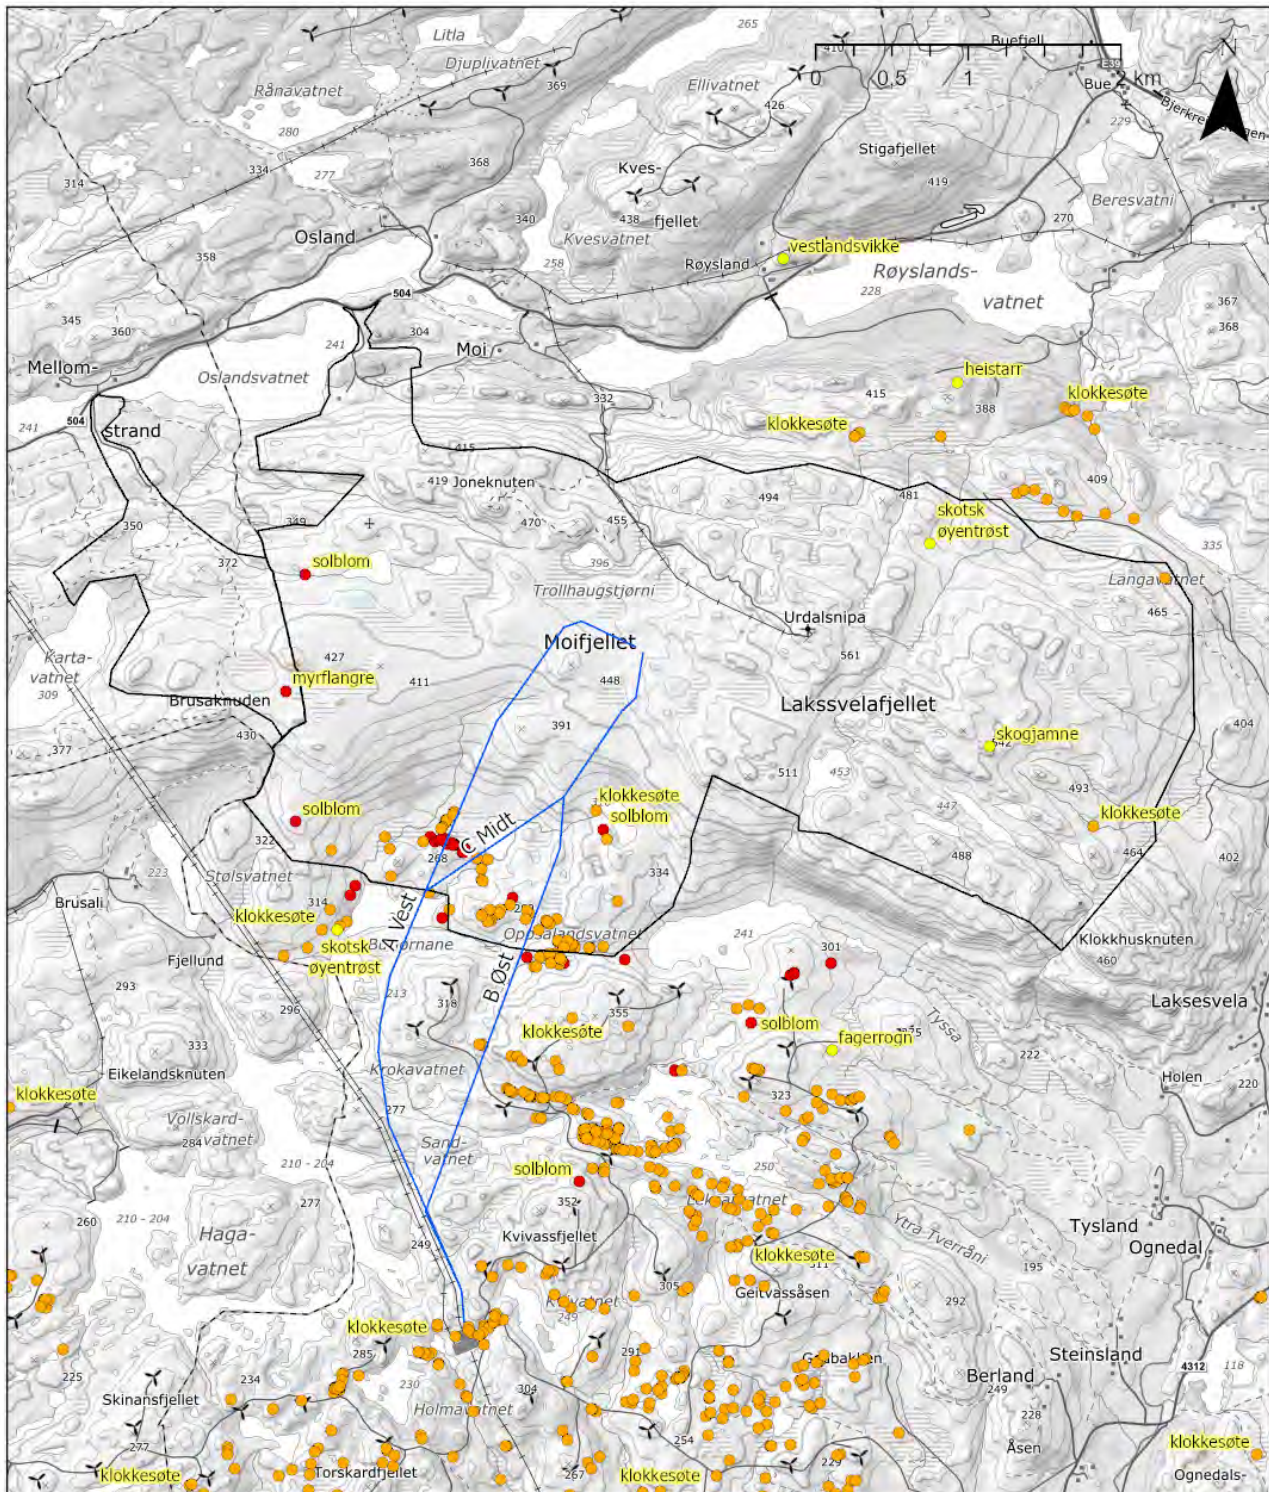 Litla
Djuplivatnet
265
410
Buefjell
N
Rånavatnet
369
Ellivatnet
0
0.5
1
2 km
E39
Bue
Bjerkrei
280
426
229
368
Stigafjellet
314
334
277
Kves-
419
Beresvatni
340
438
fjellet
270
Osland
Kvesvatnet
vestlandsvikke
358
258
Røysland
Røyslands-
504
228
vatnet
345
360
241
304
367
368
Mellom-
Moi
Oslandsvatnet
heistarr
415
388
klokkesøte
332
504
241
strand
klokkesøte
415
419
Joneknuten
494
481
409
350
349
470
455
skotsk
øyentrøst
335
372
solblom
396
Trollhaugstjørni
Langavatnet
465
Urdalsnipa
Moifjellet
Karta-
vatnet
309
427
561
myrflangre
411
448
Brusaknuden
Lakssvelafjellet
404
430
391
377
skogjamne
511
453
493
klokkesøte
solblom
klokkesøte
solblom
447
322
C Midt
268
464
488
402
223
Stølsvatnet
334
Brusali
314
klokkesøte
A Vest
Oppsalandsvatnet
241
301
Klokkhusknuten
skotsk
øyentrøst
Fjellund
460
B Øst
293
213
318
Laksesvela
296
355
klokkesøte
solblom
Tyssa
333
fagerrogn
222
Eikelandsknuten
Krokavatnet
Holen
220
klokkesøte
277
323
Vollskard-
vatnet
284
Sand-
vatnet
210 - 204
250
solblom
277
352
260
210 - 204
Haga-
vatnet
Tysland
Ytra Tverråni
Kvivassfjellet
249
klokkesøte
Ognedal
311
195
305
Geitvassåsen
292
249
klokkesøte
291
285
Steinsland
225
4312
118
234
Berland
249
Skinansfjellet
230
304
Holmavatnet
228
254
Åsen
277
klokkesøte
klokkesøte
Torskardfjellet
267
klokkesøte
229
Ognedals-